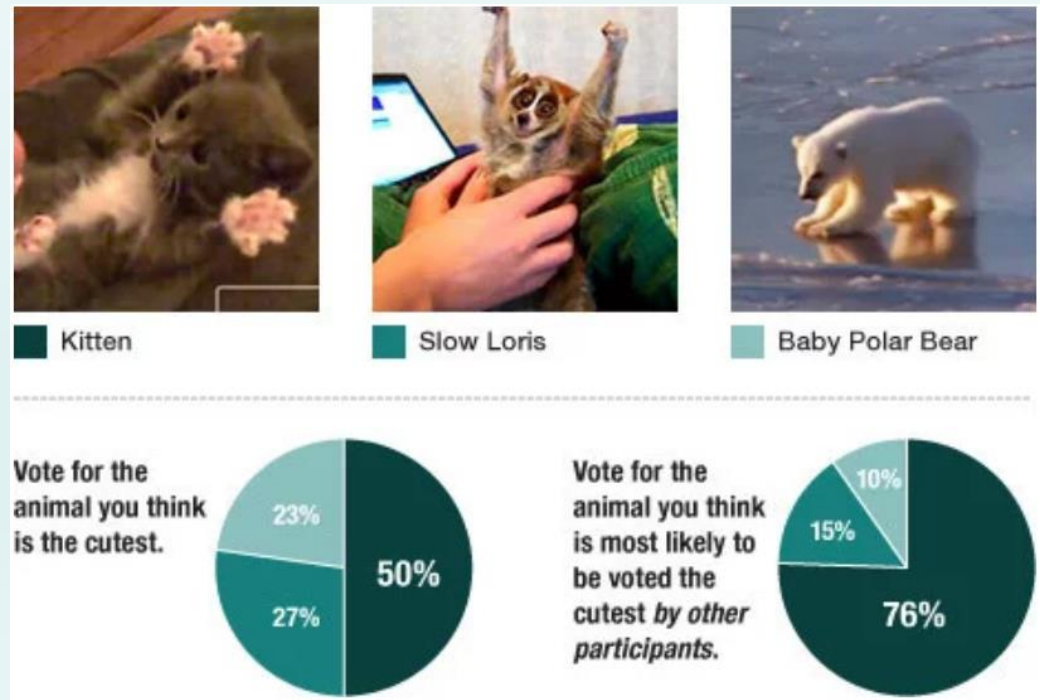 Kitten
Slow Loris
Baby Polar Bear
Vote for the
animal you think
is the cutest.
23%
50%
27%
Vote for the
animal you think
is most likely to
be voted the
cutest by other
participants.
10%
15%
76%